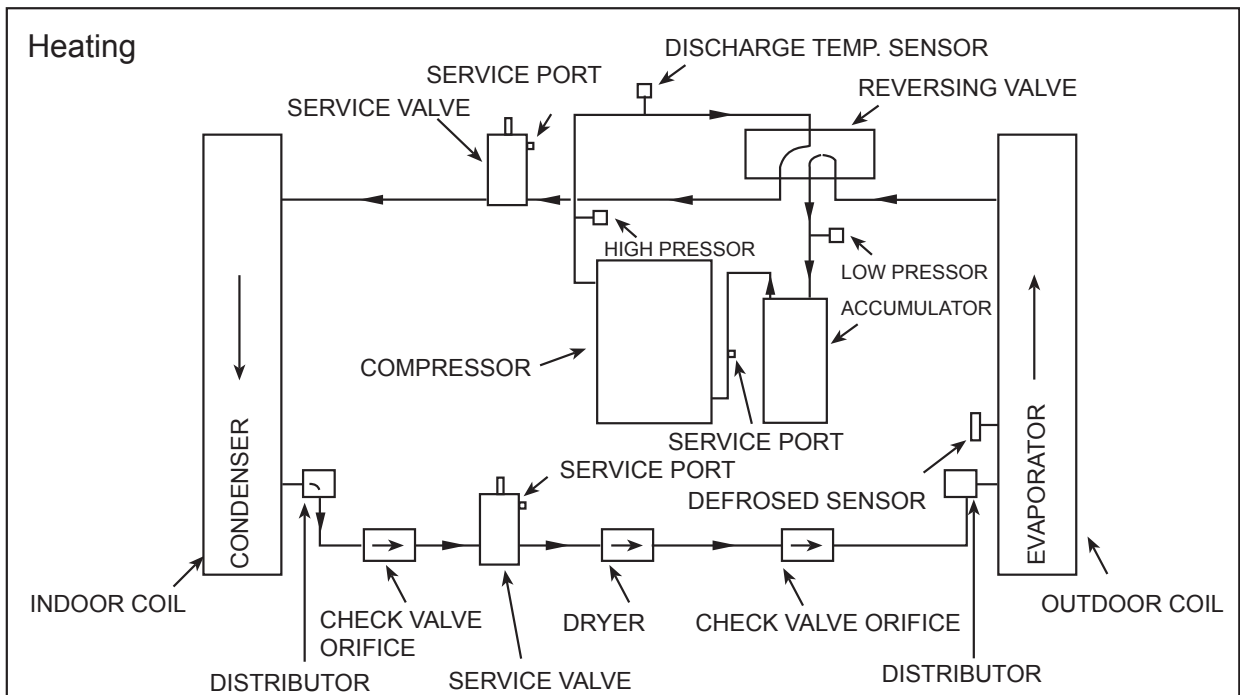 Heating
DISCHARGE TEMP. SENSOR
SERVICE PORT
REVERSING VALVE
SERVICE VALVE
HIGH PRESSOR
LOW PRESSOR
ACCUMULATOR
COMPRESSOR
SERVICE PORT
SERVICE PORT
DEFROSED SENSOR
CONDENSER
EVAPORATOR
INDOOR COIL
OUTDOOR COIL
CHECK VALVE
ORIFICE
DRYER
CHECK VALVE ORIFICE
DISTRIBUTOR
SERVICE VALVE
DISTRIBUTOR